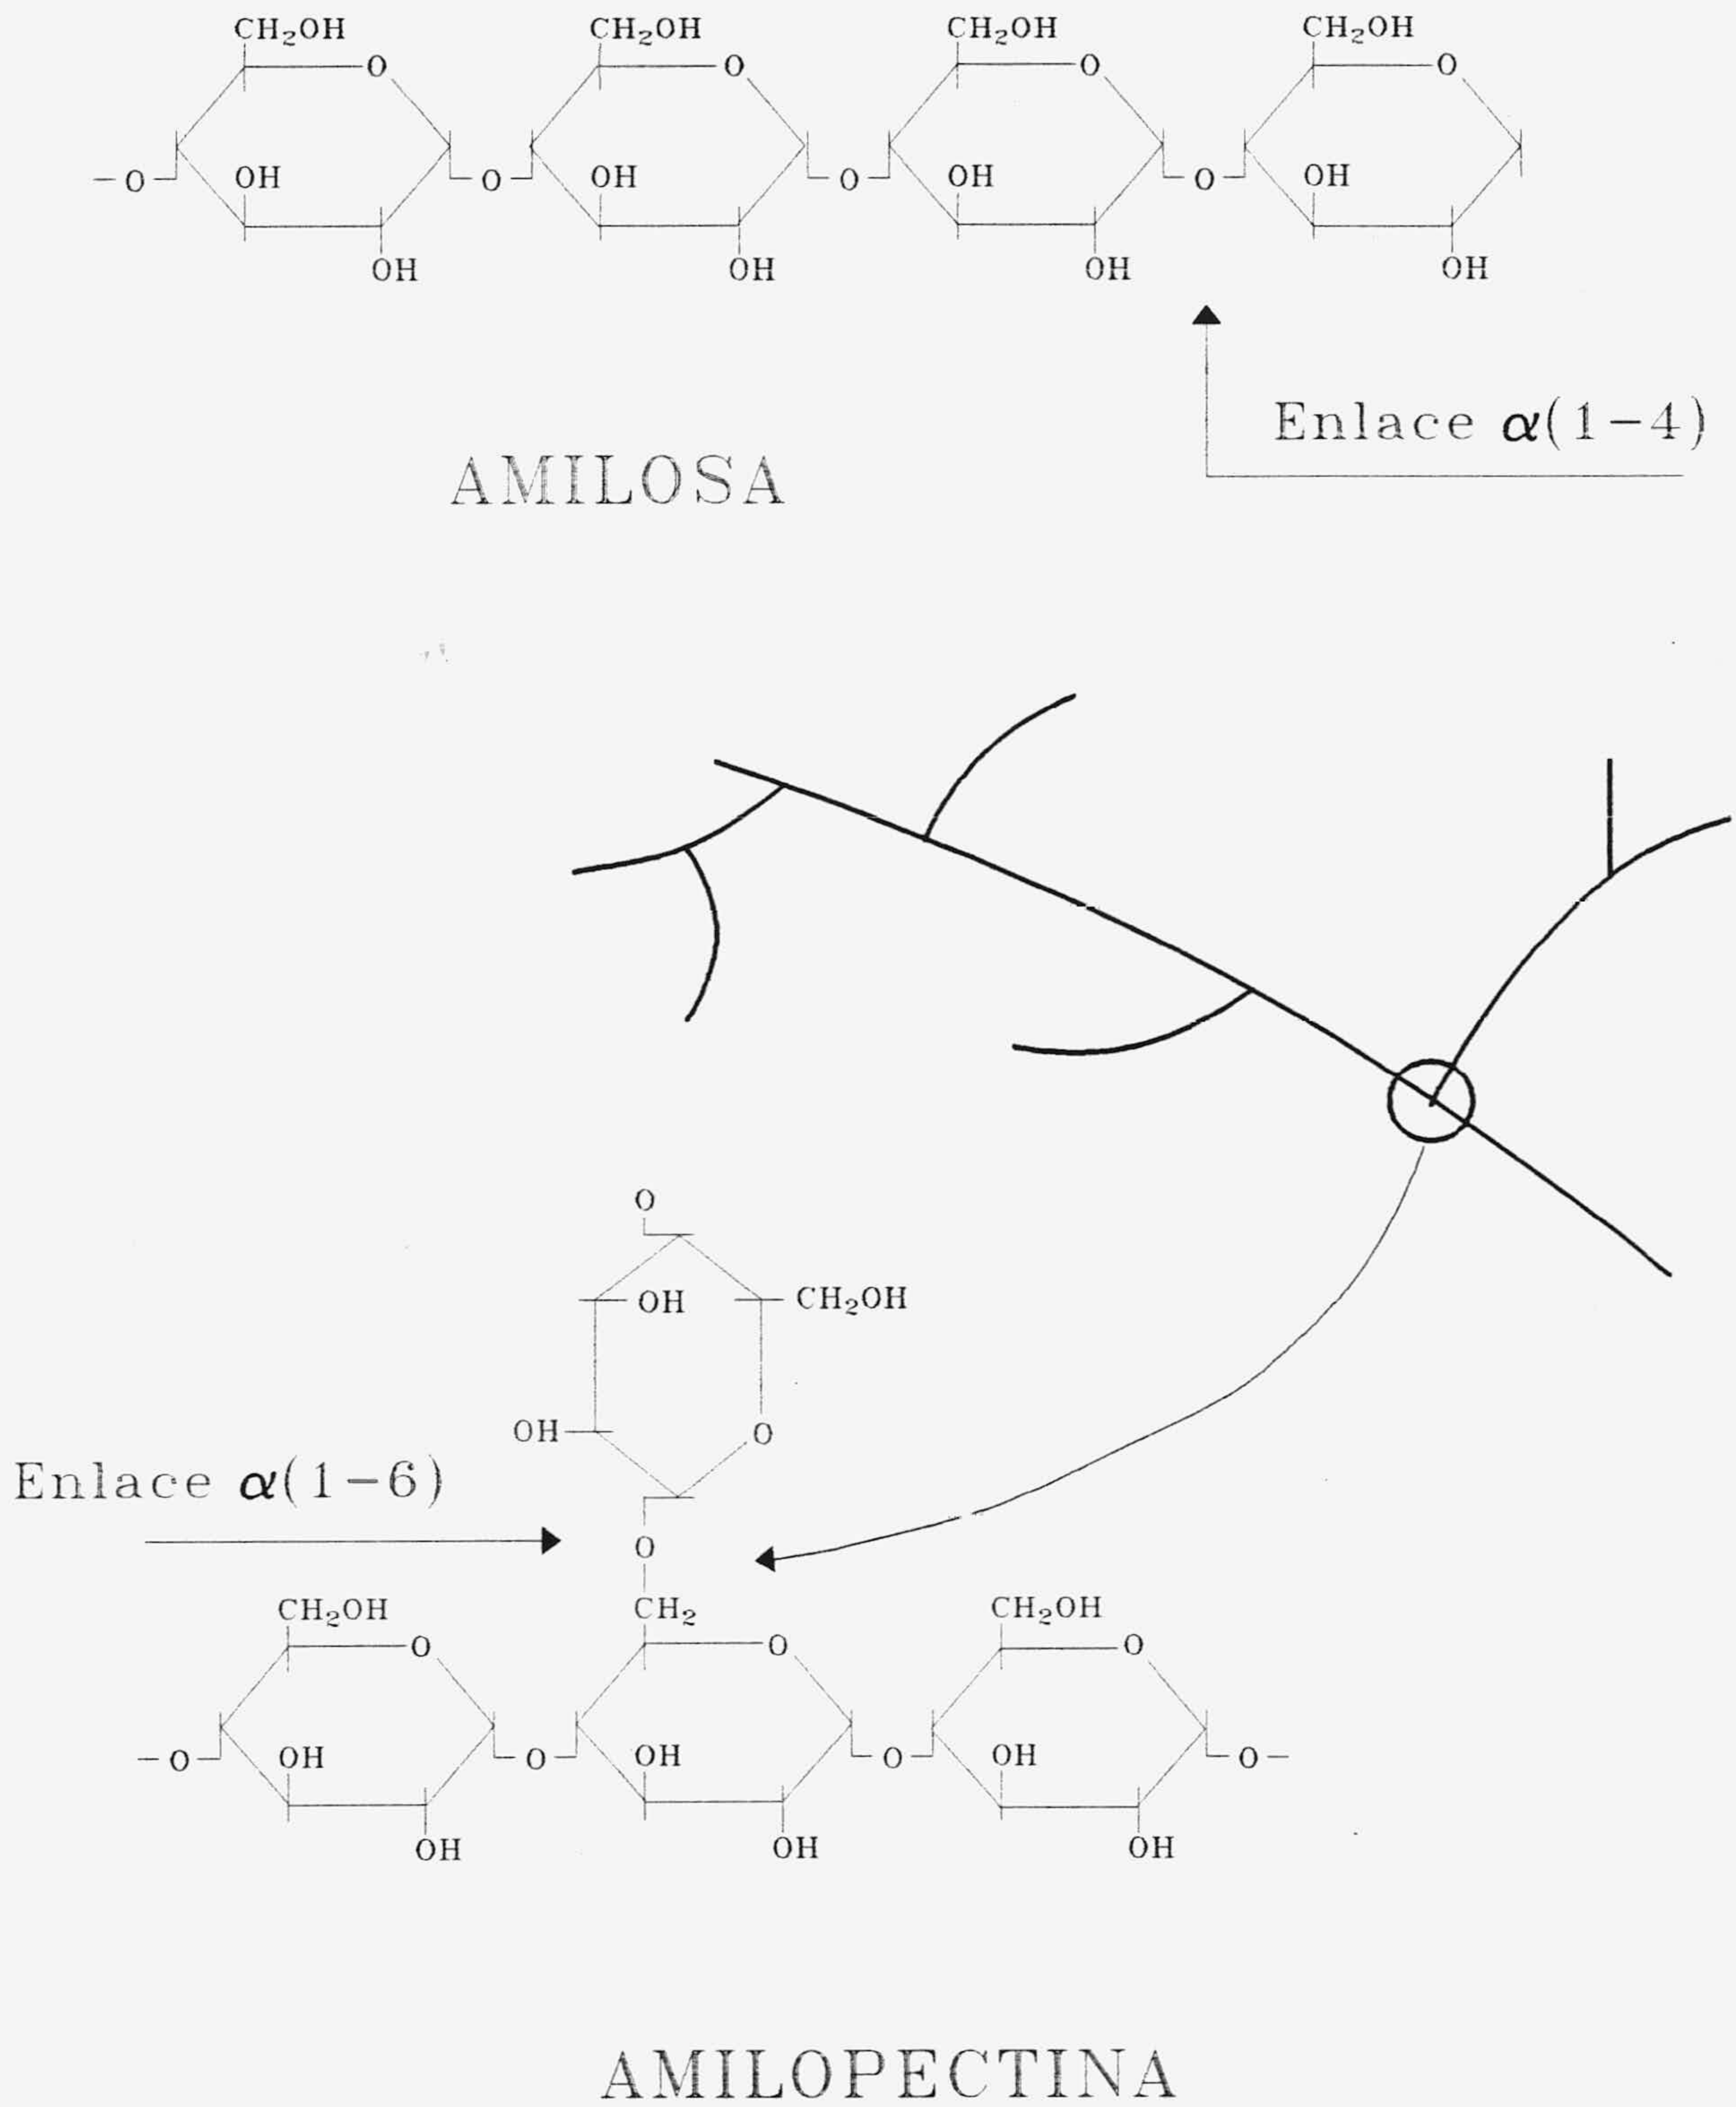 CH₂OH CH₂OH CH₂OH CH₂OH
O O O O
OH OH OH OH
-O- O O O
OH OH OH OH
Enlace α(1-4)
AMILOSA
O
OH CH₂OH
OH O
Enlace α(1-6)
O
CH₂OH CH₂ CH₂OH
O O O
-O OH O OH O OH O-
OH OH OH
AMILOPECTINA